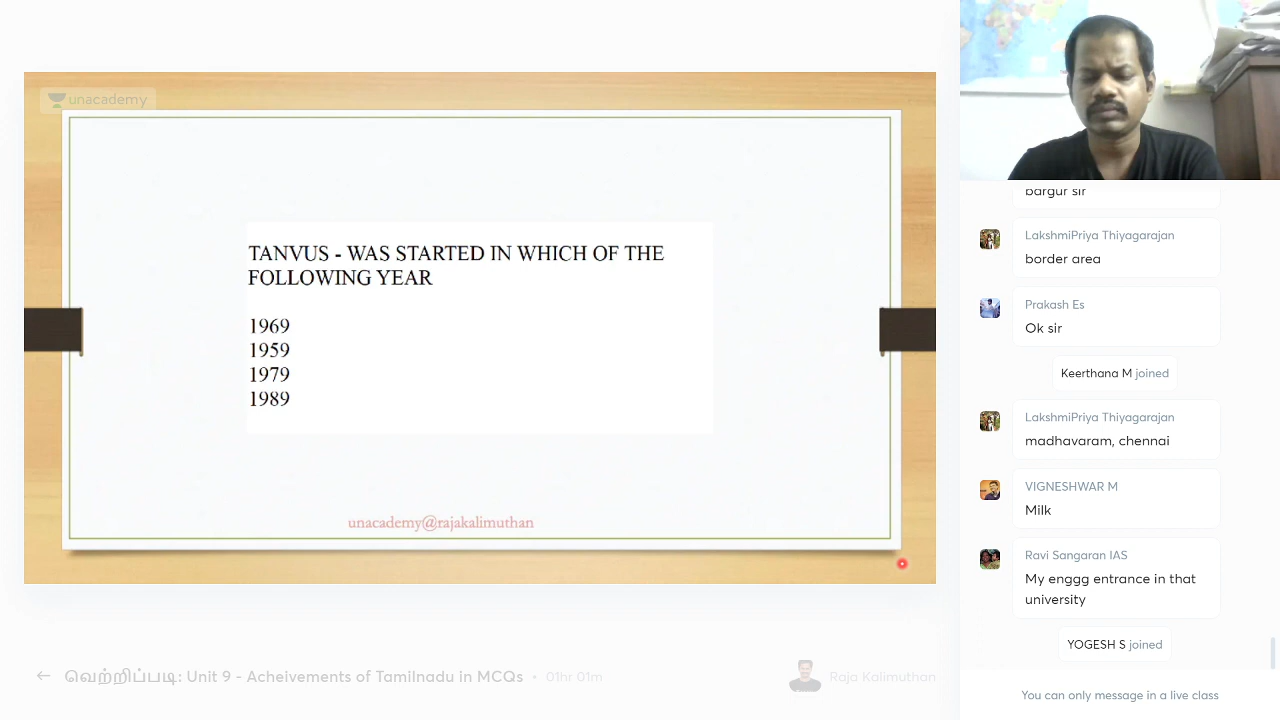 unacademy
TANVUS - WAS STARTED IN WHICH OF THE
FOLLOWING YEAR
1969
1959
1979
1989
unacademy@rajakalimuthan
வெற்றிப்படி: Unit 9 - Acheivements of Tamilnadu in MCQs • 01hr 01m
Raja Kalimuthan
bargur sir
LakshmiPriya Thiyagarajan
border area
Prakash Es
Ok sir
Keerthana M joined
LakshmiPriya Thiyagarajan
madhavaram, chennai
VIGNESHWAR M
Milk
Ravi Sangaran IAS
My enggg entrance in that
university
YOGESH S joined
You can only message in a live class